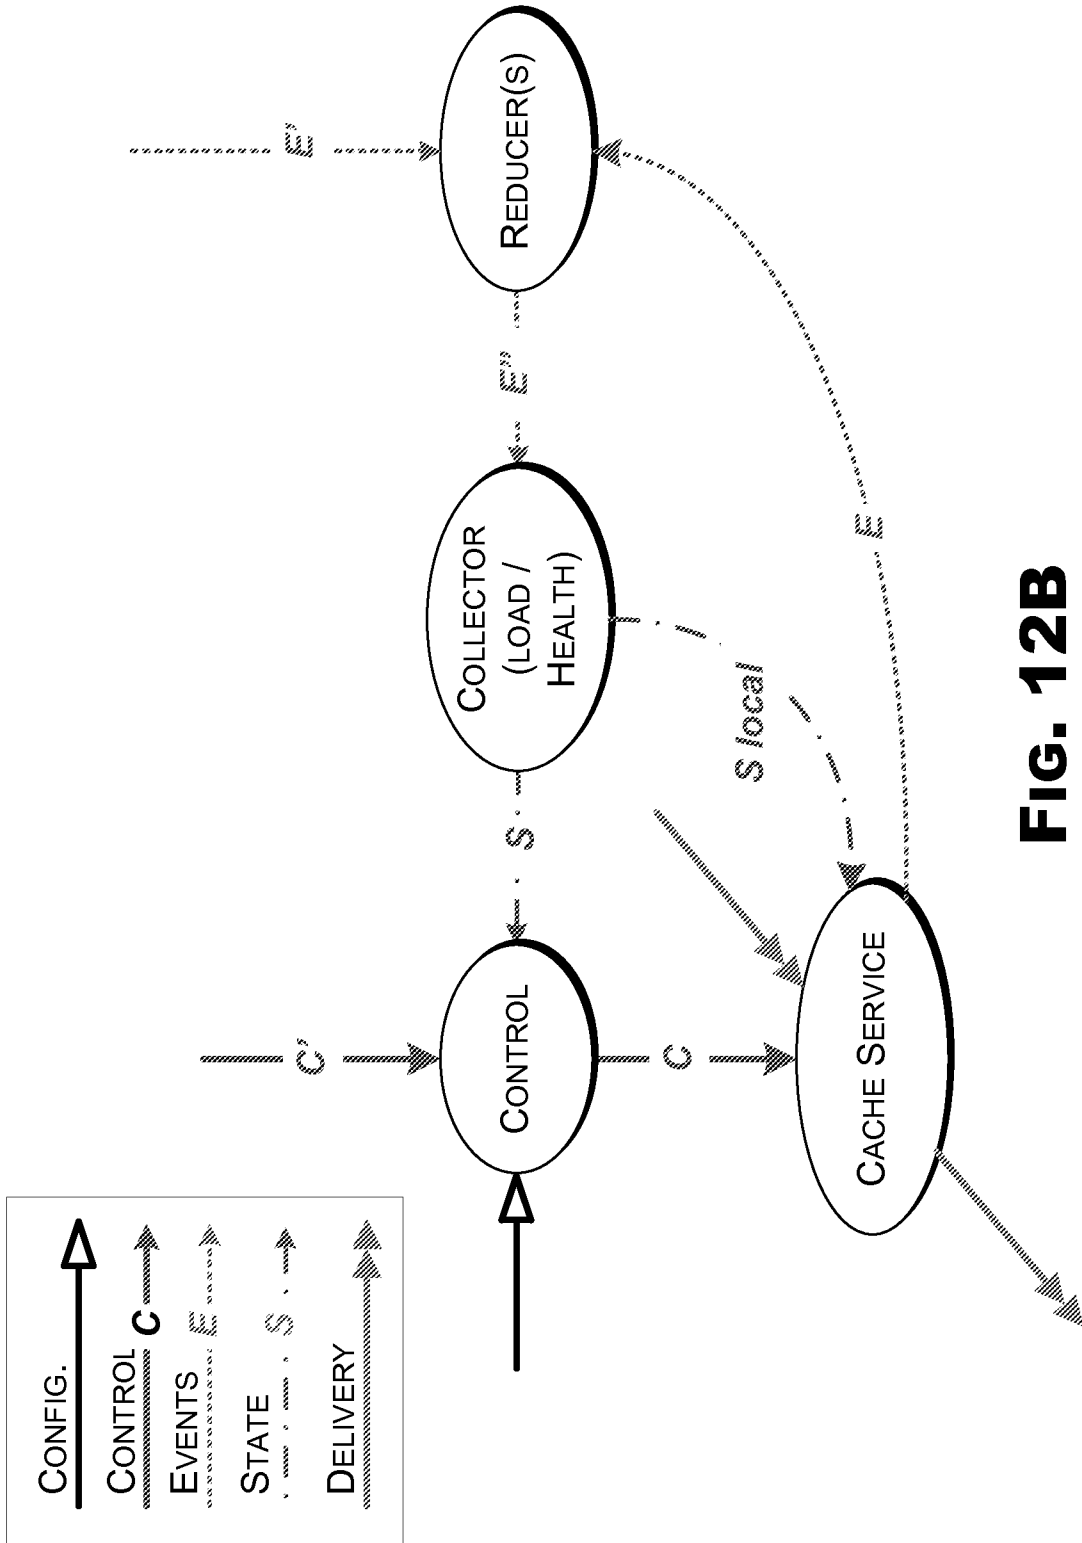 CONFIG.
CONTROL C
EVENTS E
STATE S
DELIVERY
C'
E'
CONTROL
S
COLLECTOR
(LOAD /
HEALTH)
E''
REDUCER(S)
C
S local
E
CACHE SERVICE
FIG. 12B